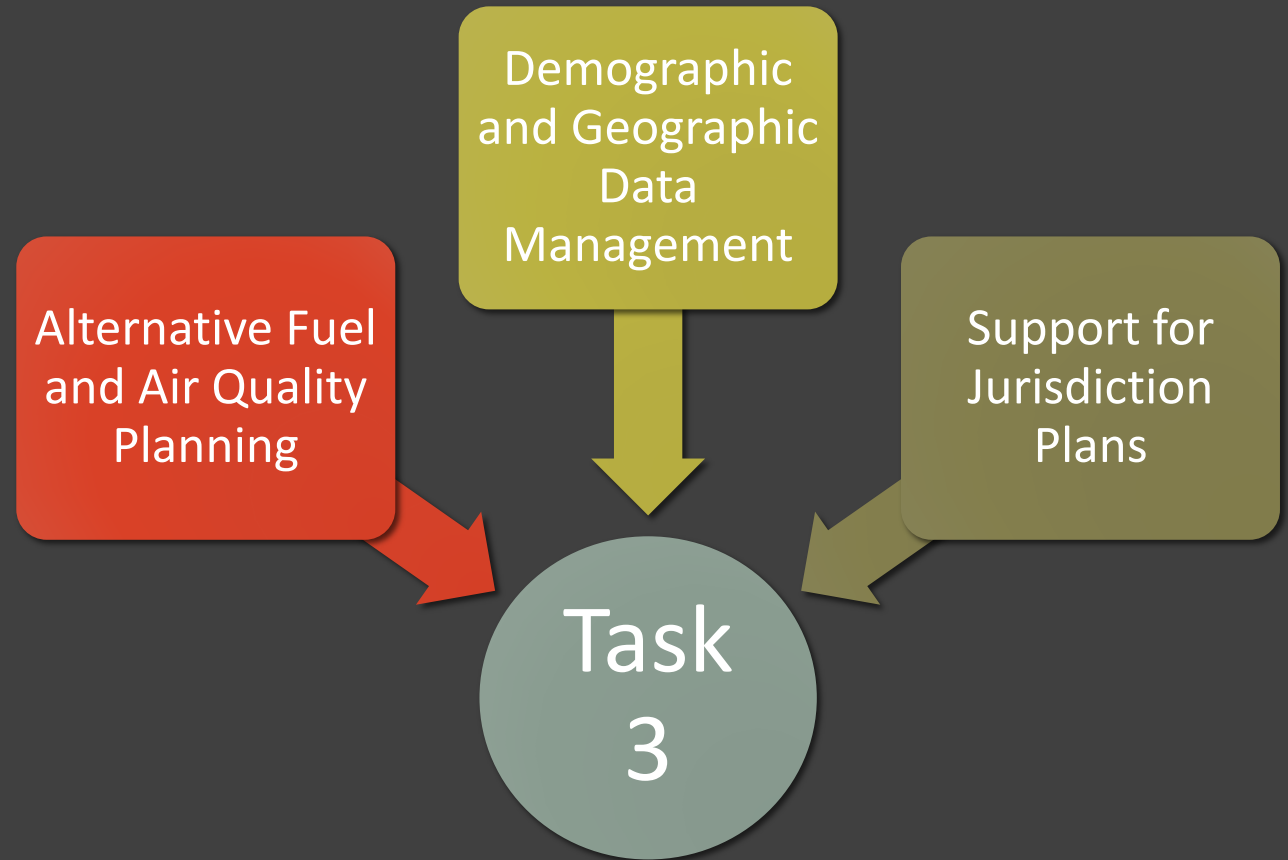 Demographic
and Geographic
Data
Management
Alternative Fuel
and Air Quality
Planning
Support for
Jurisdiction
Plans
Task
3